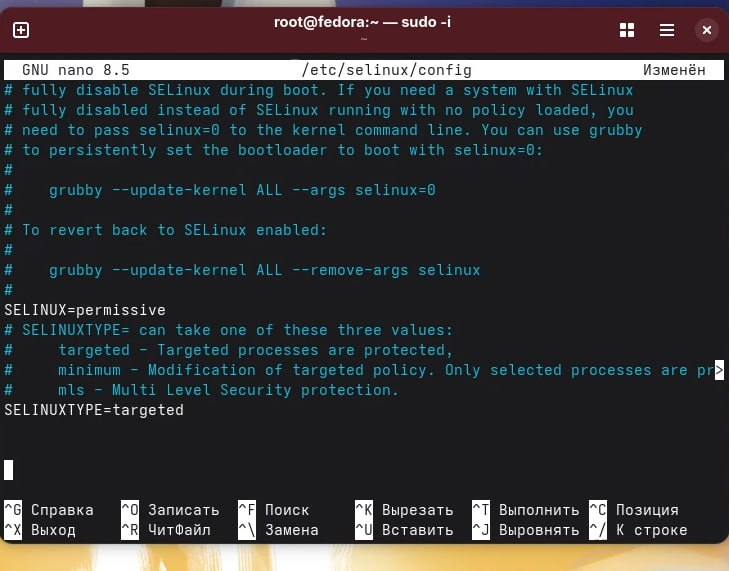 root@fedora:~ — sudo -i
~
GNU nano 8.5 /etc/selinux/config Изменён
# fully disable SELinux during boot. If you need a system with SELinux
# fully disabled instead of SELinux running with no policy loaded, you
# need to pass selinux=0 to the kernel command line. You can use grubby
# to persistently set the bootloader to boot with selinux=0:
#
#    grubby --update-kernel ALL --args selinux=0
#
# To revert back to SELinux enabled:
#
#    grubby --update-kernel ALL --remove-args selinux
#
SELINUX=permissive
# SELINUXTYPE= can take one of these three values:
#     targeted - Targeted processes are protected,
#     minimum - Modification of targeted policy. Only selected processes are pr>
#     mls - Multi Level Security protection.
SELINUXTYPE=targeted
^G Справка ^O Записать ^F Поиск ^K Вырезать ^T Выполнить ^C Позиция
^X Выход ^R ЧитФайл ^\ Замена ^U Вставить ^J Выровнять ^/ К строке